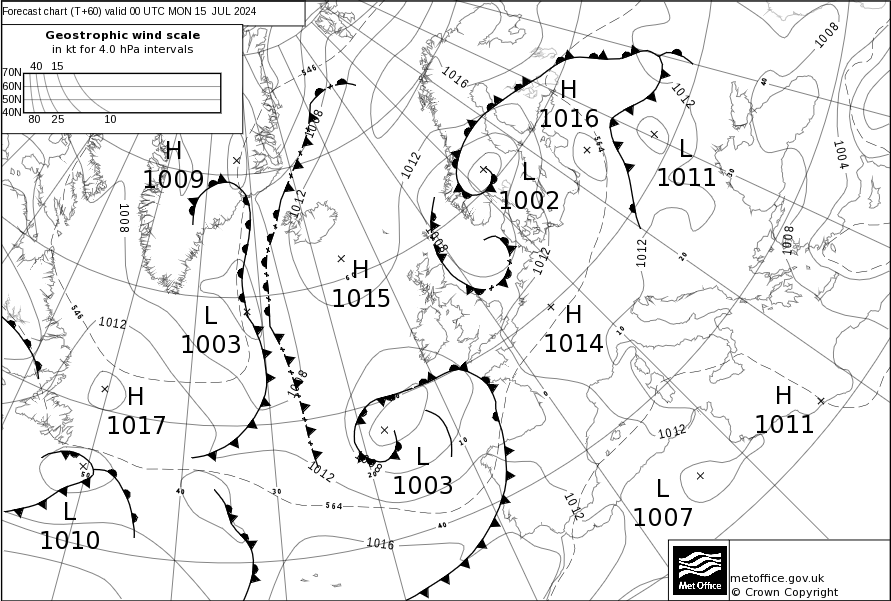 Forecast chart (T+60) valid 00 UTC MON 15 JUL 2024
Geostrophic wind scale
in kt for 4.0 hPa intervals
40 15
70N
60N
50N
40N
80 25 10
546
1016
1008
H
1016
1012
40
1008
564
H
1009
1012
L
1011
1004
L
1002
30
1008
1012
1008
1012
1012
1008
20
H
1015
546
1012
L
1003
H
1014
10
1008
0
H
1017
H
1011
1012
10
50
1012
20
L
1003
40
30
564
40
1012
L
1007
L
1010
1016
Met Office
metoffice.gov.uk
© Crown Copyright